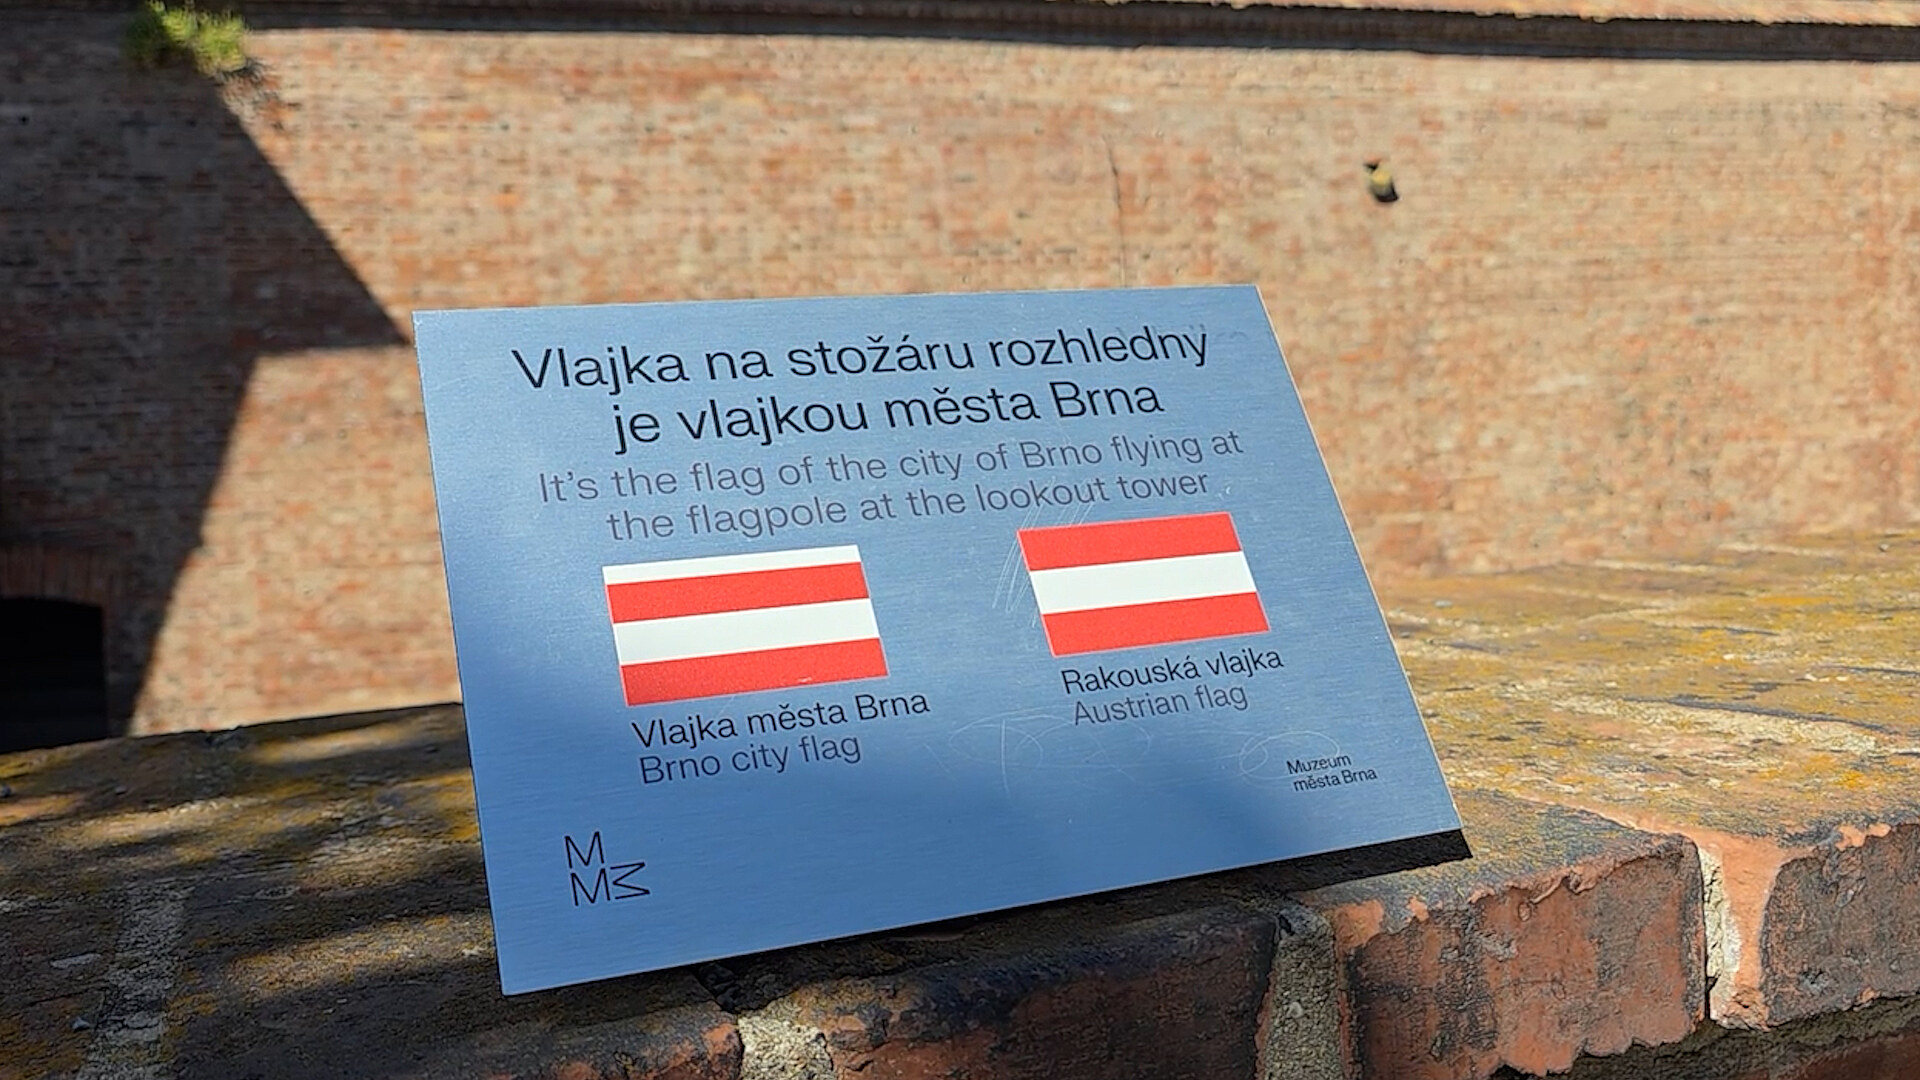 Vlajka na stožáru rozhledny
je vlajkou města Brna
It's the flag of the city of Brno flying at
the flagpole at the lookout tower
Vlajka města Brna
Brno city flag
Rakouská vlajka
Austrian flag
Muzeum
města Brna
M
MM